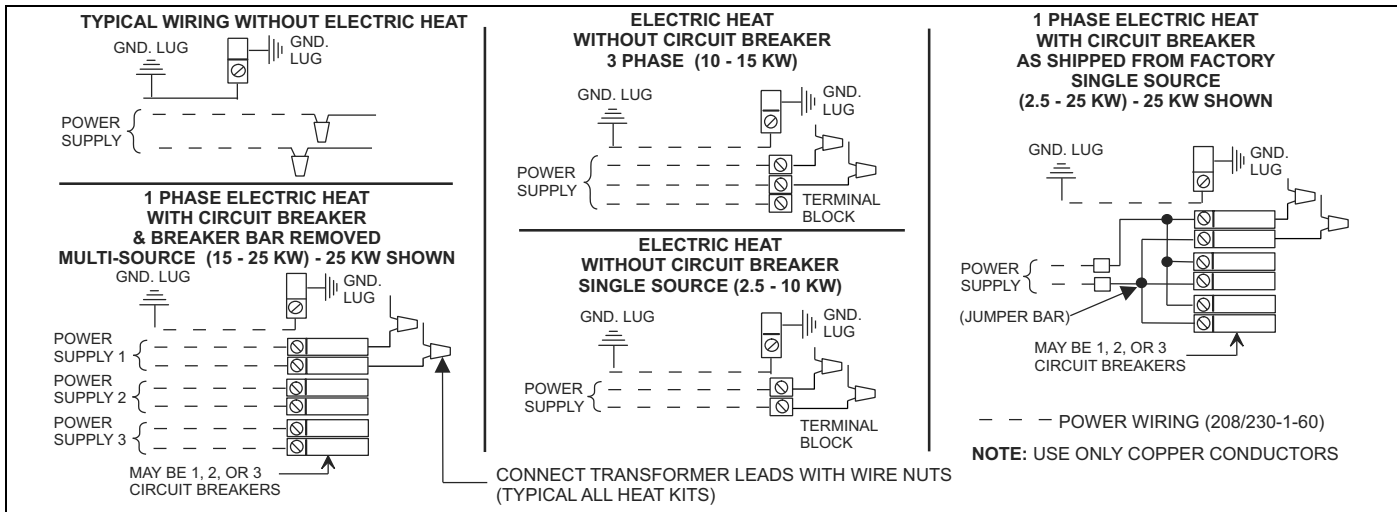 TYPICAL WIRING WITHOUT ELECTRIC HEAT
GND. LUG
GND.
LUG
POWER
SUPPLY
1 PHASE ELECTRIC HEAT
WITH CIRCUIT BREAKER
& BREAKER BAR REMOVED
MULTI-SOURCE (15 - 25 KW) - 25 KW SHOWN
GND. LUG
GND.
LUG
POWER
SUPPLY 1
POWER
SUPPLY 2
POWER
SUPPLY 3
MAY BE 1, 2, OR 3
CIRCUIT BREAKERS
CONNECT TRANSFORMER LEADS WITH WIRE NUTS
(TYPICAL ALL HEAT KITS)
ELECTRIC HEAT
WITHOUT CIRCUIT BREAKER
3 PHASE (10 - 15 KW)
GND. LUG
GND.
LUG
POWER
SUPPLY
TERMINAL
BLOCK
ELECTRIC HEAT
WITHOUT CIRCUIT BREAKER
SINGLE SOURCE (2.5 - 10 KW)
GND. LUG
GND.
LUG
POWER
SUPPLY
TERMINAL
BLOCK
1 PHASE ELECTRIC HEAT
WITH CIRCUIT BREAKER
AS SHIPPED FROM FACTORY
SINGLE SOURCE
(2.5 - 25 KW) - 25 KW SHOWN
GND. LUG
GND.
LUG
POWER
SUPPLY
(JUMPER BAR)
MAY BE 1, 2, OR 3
CIRCUIT BREAKERS
POWER WIRING (208/230-1-60)
NOTE: USE ONLY COPPER CONDUCTORS